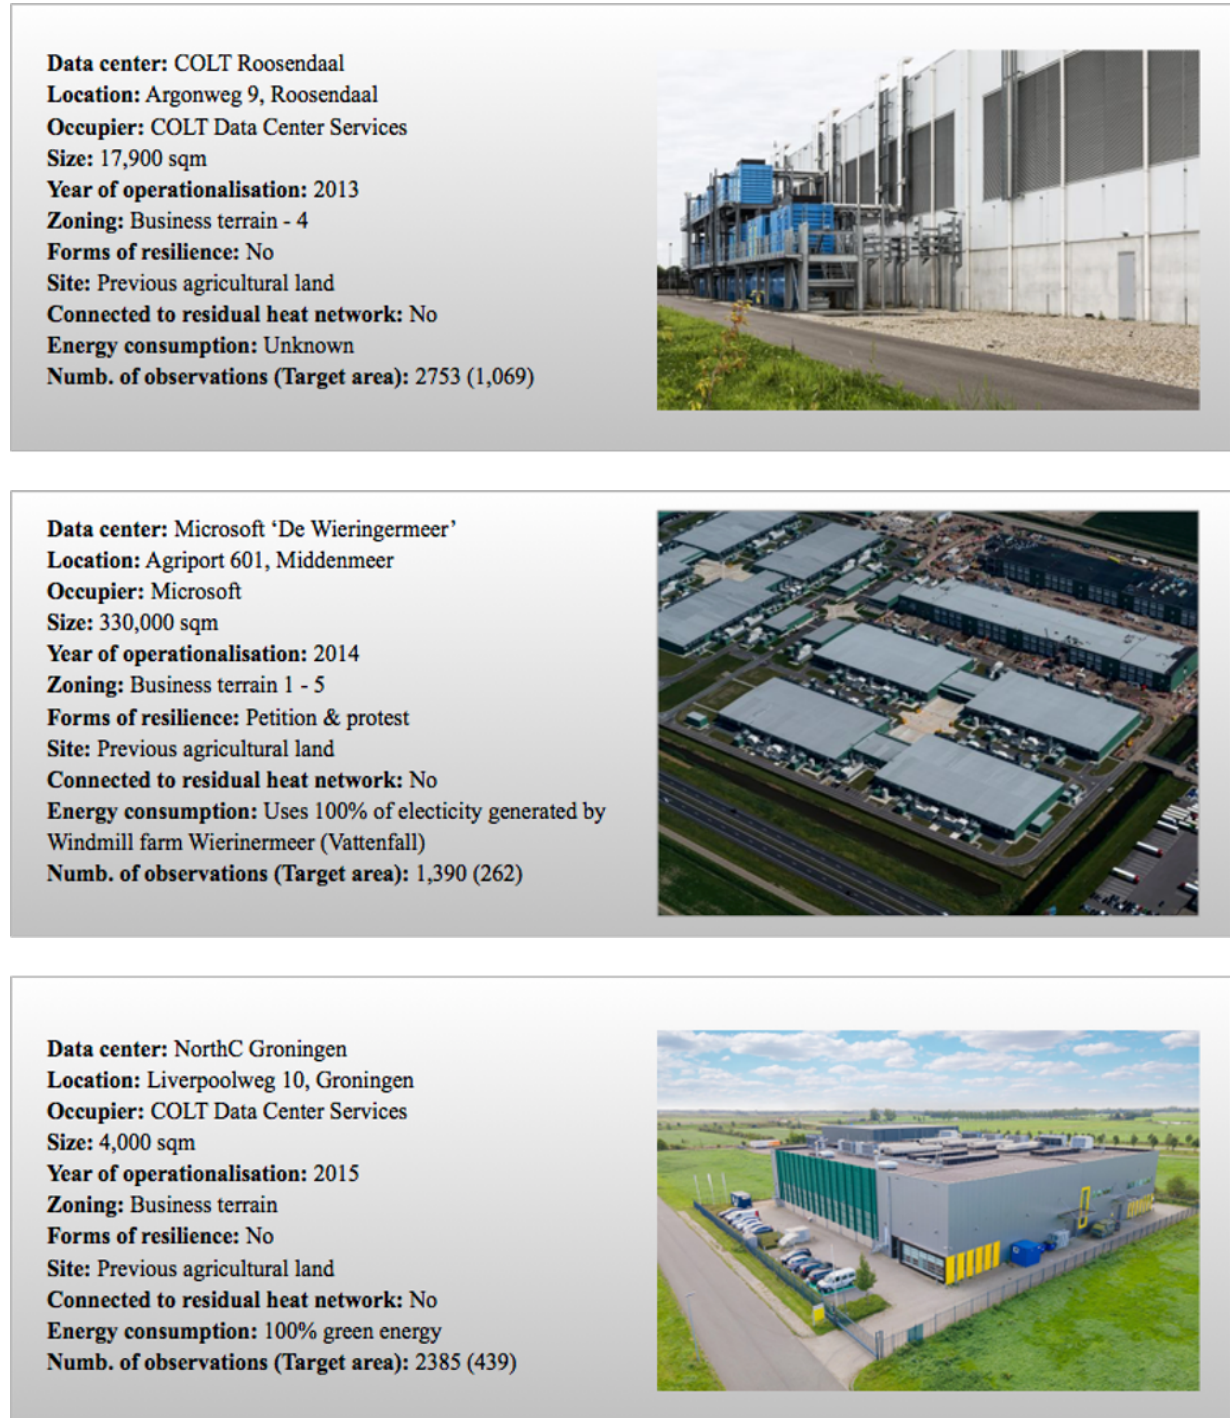 Data center: COLT Roosendaal
Location: Argonweg 9, Roosendaal
Occupier: COLT Data Center Services
Size: 17,900 sqm
Year of operationalisation: 2013
Zoning: Business terrain - 4
Forms of resilience: No
Site: Previous agricultural land
Connected to residual heat network: No
Energy consumption: Unknown
Numb. of observations (Target area): 2753 (1,069)
Data center: Microsoft ‘De Wieringermeer’
Location: Agriport 601, Middenmeer
Occupier: Microsoft
Size: 330,000 sqm
Year of operationalisation: 2014
Zoning: Business terrain 1 - 5
Forms of resilience: Petition & protest
Site: Previous agricultural land
Connected to residual heat network: No
Energy consumption: Uses 100% of electicity generated by
Windmill farm Wierinermeer (Vattenfall)
Numb. of observations (Target area): 1,390 (262)
Data center: NorthC Groningen
Location: Liverpoolweg 10, Groningen
Occupier: COLT Data Center Services
Size: 4,000 sqm
Year of operationalisation: 2015
Zoning: Business terrain
Forms of resilience: No
Site: Previous agricultural land
Connected to residual heat network: No
Energy consumption: 100% green energy
Numb. of observations (Target area): 2385 (439)